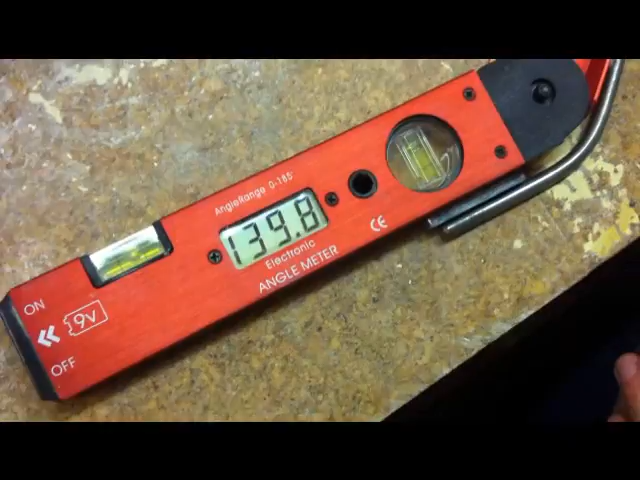 AngleRange 0-185°
139.8
Electronic
ANGLE METER
CE
ON
9V
OFF